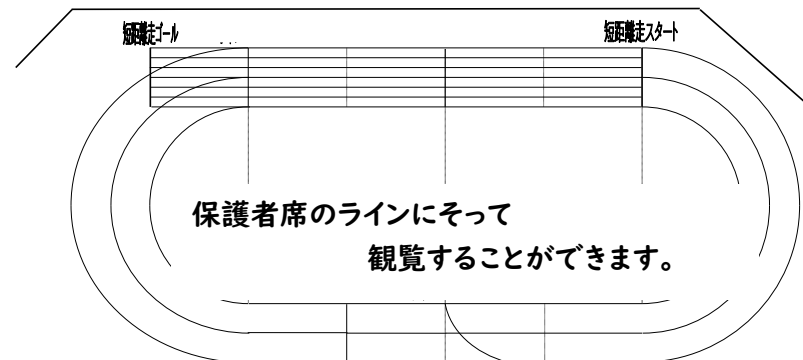 短距離走ゴール
短距離走スタート
保護者席のラインにそって
観覧することができます。